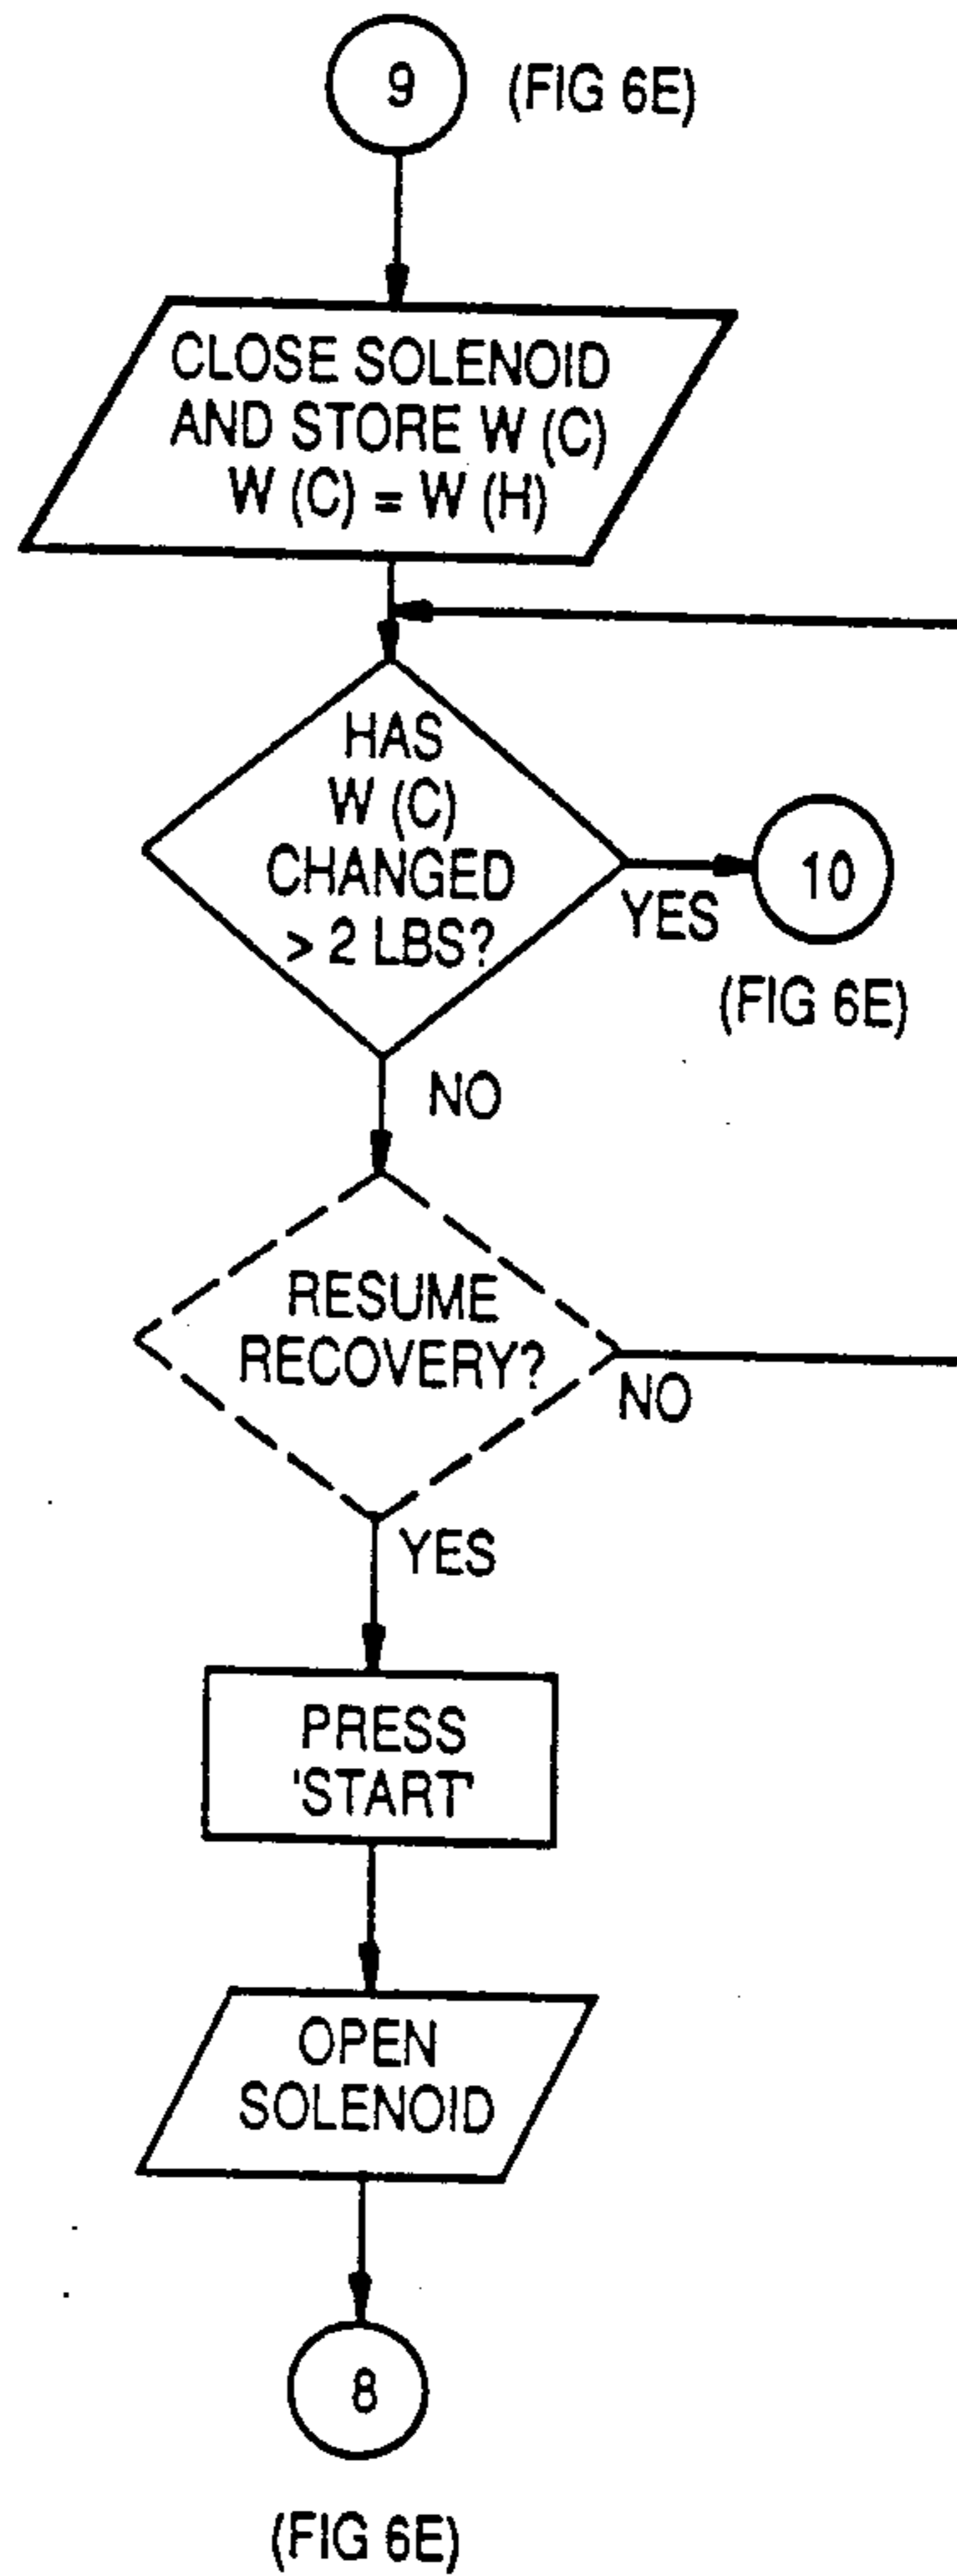 9 (FIG 6E)
CLOSE SOLENOID
AND STORE W (C)
W (C) = W (H)
HAS
W (C)
CHANGED
> 2 LBS?
YES
10
(FIG 6E)
NO
RESUME
RECOVERY?
NO
YES
PRESS
'START'
OPEN
SOLENOID
8
(FIG 6E)